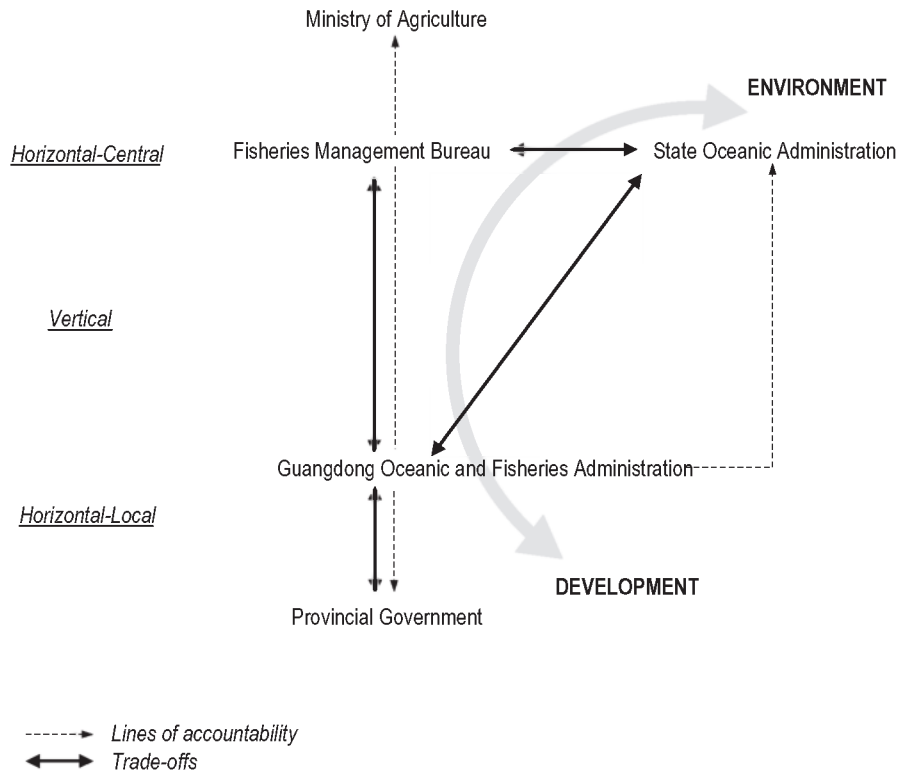 Ministry of Agriculture
ENVIRONMENT
Horizontal-Central
Fisheries Management Bureau
State Oceanic Administration
Vertical
Guangdong Oceanic and Fisheries Administration
Horizontal-Local
DEVELOPMENT
Provincial Government
Lines of accountability
Trade-offs